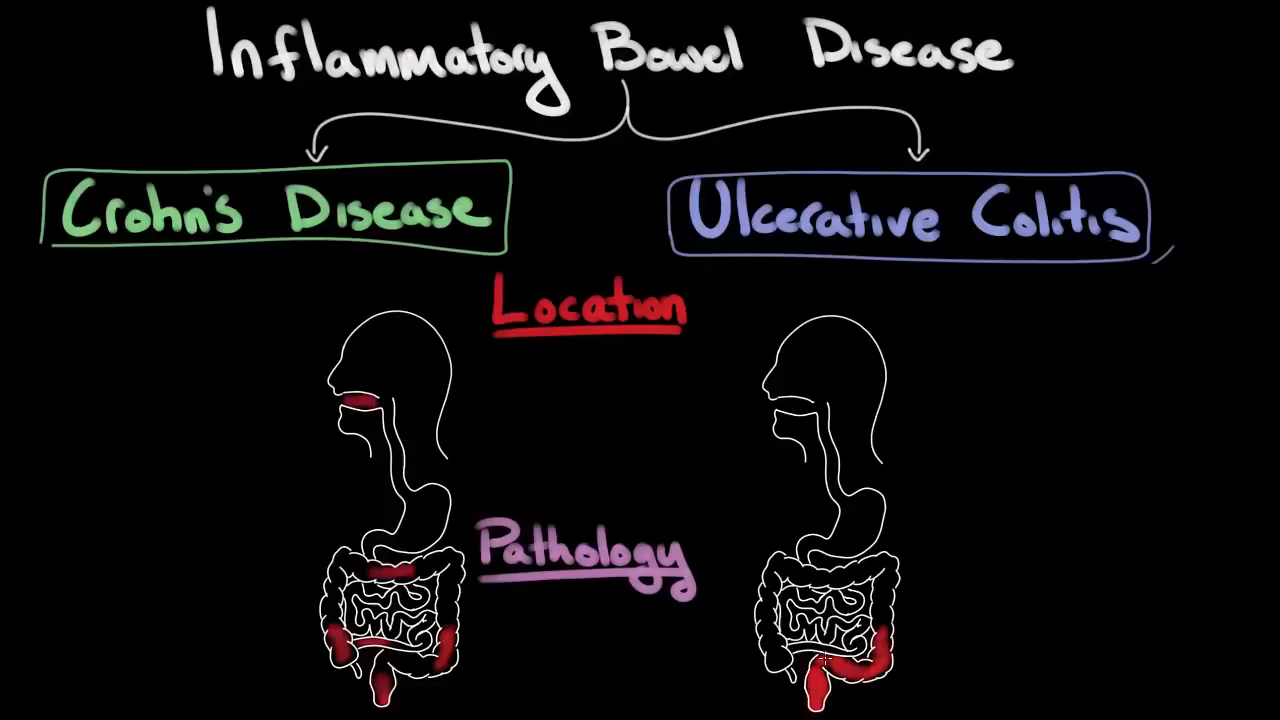 Inflammatory Bowel Disease
Crohn's Disease
Ulcerative Colitis
Location
Pathology